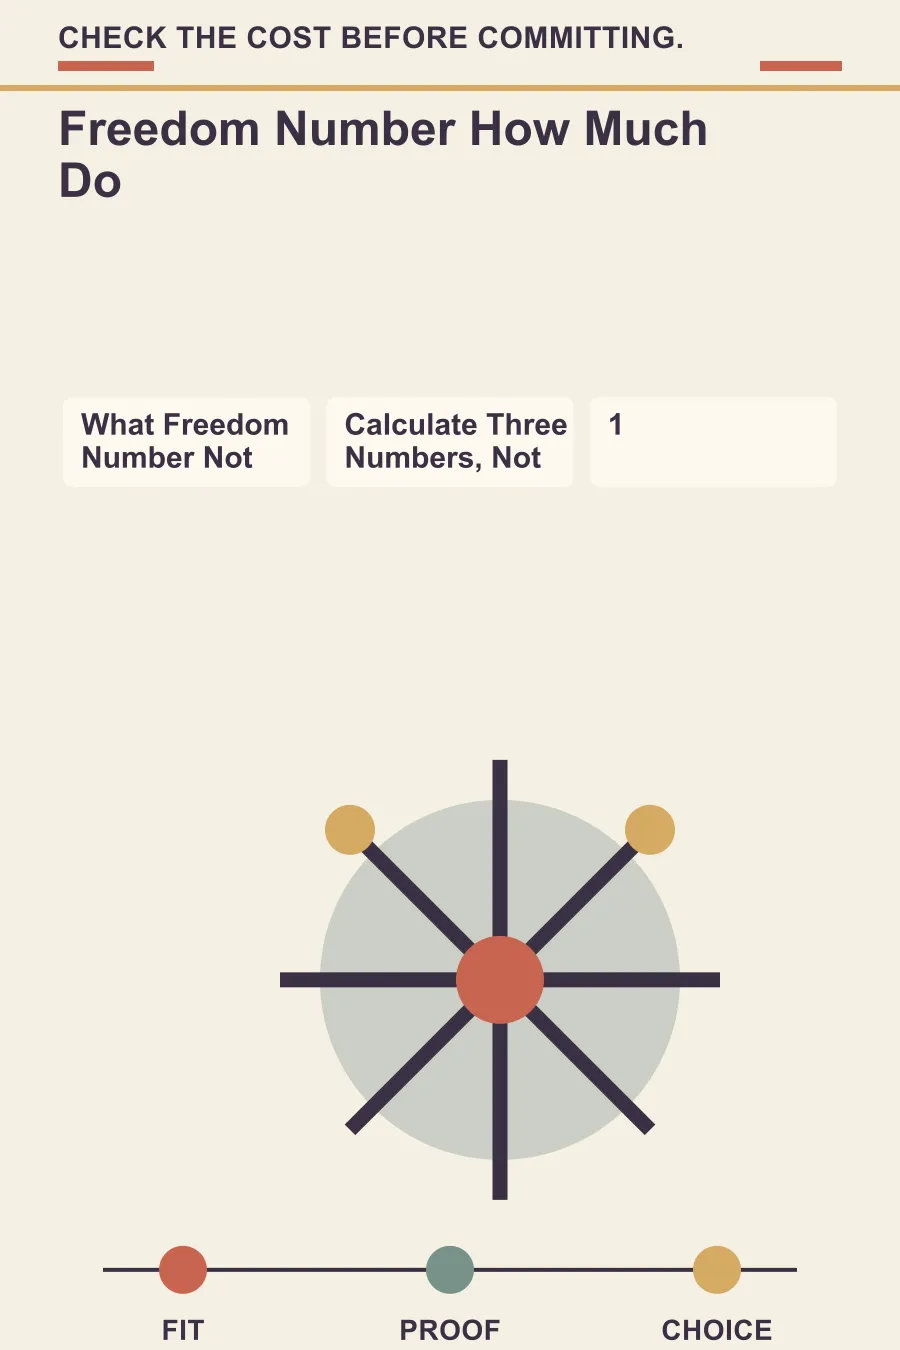 CHECK THE COST BEFORE COMMITTING.
Freedom Number How Much
Do
What Freedom
Number Not
Calculate Three
Numbers, Not
1
FIT
PROOF
CHOICE